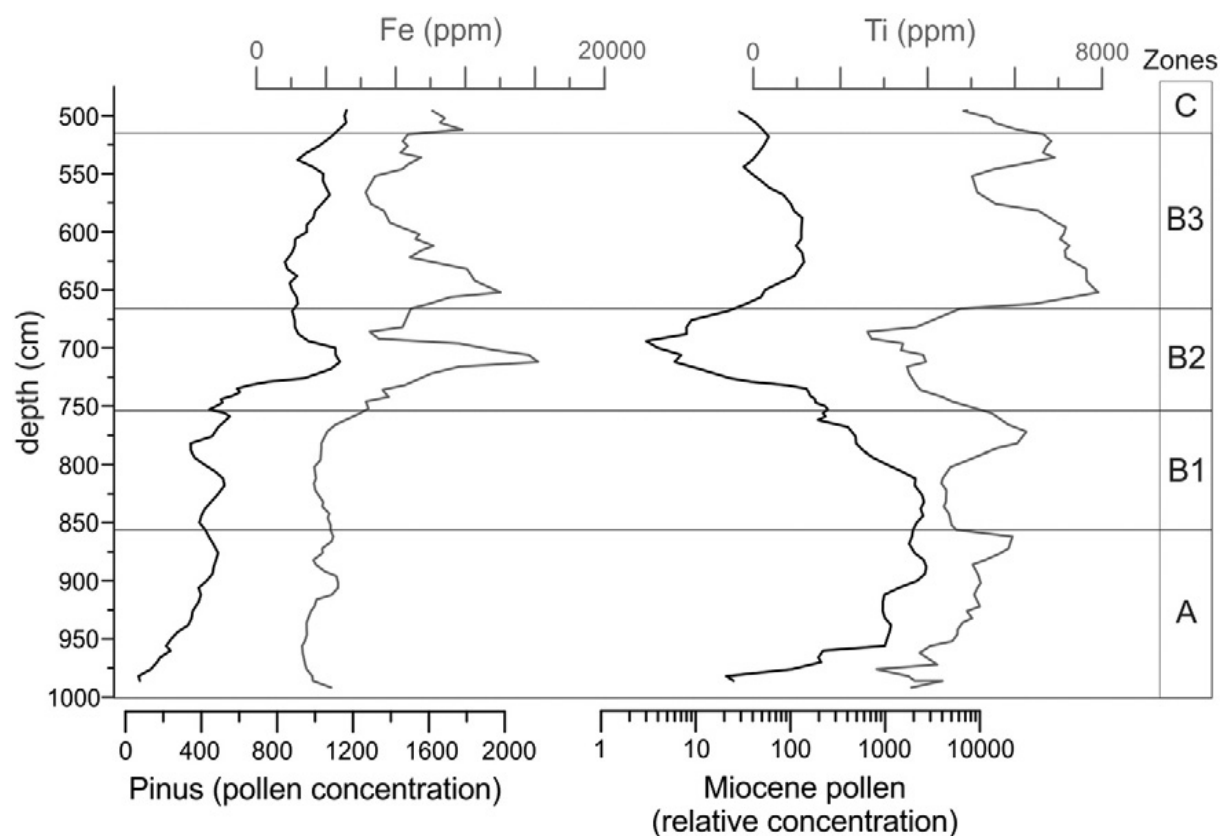 Fe (ppm)
Ti (ppm)
0
20000
0
8000
Zones
C
500
550
B3
600
depth (cm)
650
700
B2
750
800
B1
850
900
A
950
1000
0
400
800
1200
1600
2000
1
10
100
1000
10000
Pinus (pollen concentration)
Miocene pollen
(relative concentration)